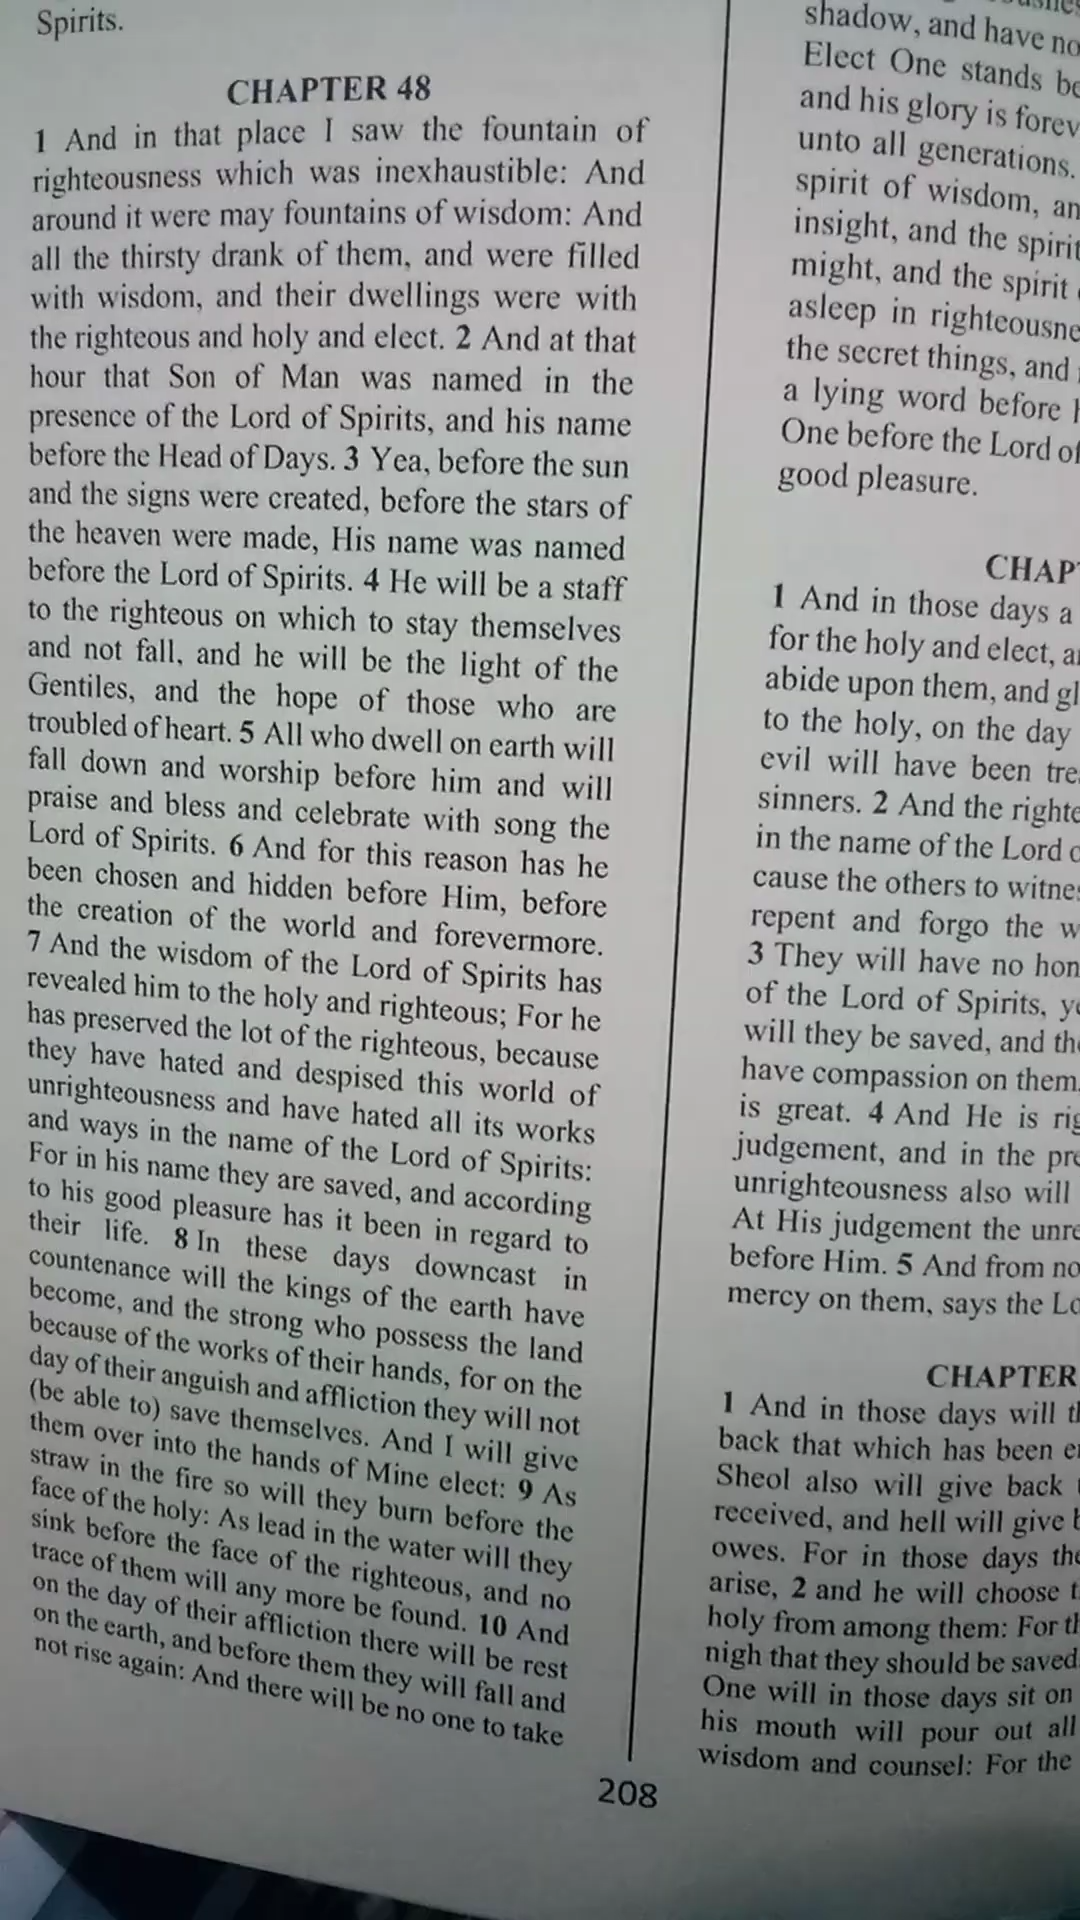 Spirits.
CHAPTER 48
1 And in that place I saw the fountain of
righteousness which was inexhaustible: And
around it were may fountains of wisdom: And
all the thirsty drank of them, and were filled
with wisdom, and their dwellings were with
the righteous and holy and elect. 2 And at that
hour that Son of Man was named in the
presence of the Lord of Spirits, and his name
before the Head of Days. 3 Yea, before the sun
and the signs were created, before the stars of
the heaven were made, His name was named
before the Lord of Spirits. 4 He will be a staff
to the righteous on which to stay themselves
and not fall, and he will be the light of the
Gentiles, and the hope of those who are
troubled of heart. 5 All who dwell on earth will
fall down and worship before him and will
praise and bless and celebrate with song the
Lord of Spirits. 6 And for this reason has he
been chosen and hidden before Him, before
the creation of the world and forevermore.
7 And the wisdom of the Lord of Spirits has
revealed him to the holy and righteous; For he
has preserved the lot of the righteous, because
they have hated and despised this world of
unrighteousness and have hated all its works
and ways in the name of the Lord of Spirits:
For in his name they are saved, and according
to his good pleasure has it been in regard to
their life. 8 In these days downcast in
countenance will the kings of the earth have
become, and the strong who possess the land
because of the works of their hands, for on the
day of their anguish and affliction they will not
(be able to) save themselves. And I will give
them over into the hands of Mine elect: 9 As
straw in the fire so will they burn before the
face of the holy: As lead in the water will they
sink before the face of the righteous, and no
trace of them will any more be found. 10 And
on the day of their affliction there will be rest
on the earth, and before them they will fall and
not rise again: And there will be no one to take
shadow, and have no
Elect One stands be
and his glory is forev
unto all generations.
spirit of wisdom, an
insight, and the spirit
might, and the spirit
asleep in righteousne
the secret things, and
a lying word before
One before the Lord of
good pleasure.
CHAP
1 And in those days a
for the holy and elect, a
abide upon them, and gl
to the holy, on the day
evil will have been tre
sinners. 2 And the righte
in the name of the Lord
cause the others to witne
repent and forgo the w
3 They will have no hon
of the Lord of Spirits, y
will they be saved, and th
have compassion on them
is great. 4 And He is rig
judgement, and in the pre
unrighteousness also will
At His judgement the unre
before Him. 5 And from no
mercy on them, says the Lo
CHAPTER
1 And in those days will t
back that which has been e
Sheol also will give back
received, and hell will give b
owes. For in those days the
arise, 2 and he will choose t
holy from among them: For th
nigh that they should be saved
One will in those days sit on
his mouth will pour out all
wisdom and counsel: For the
208